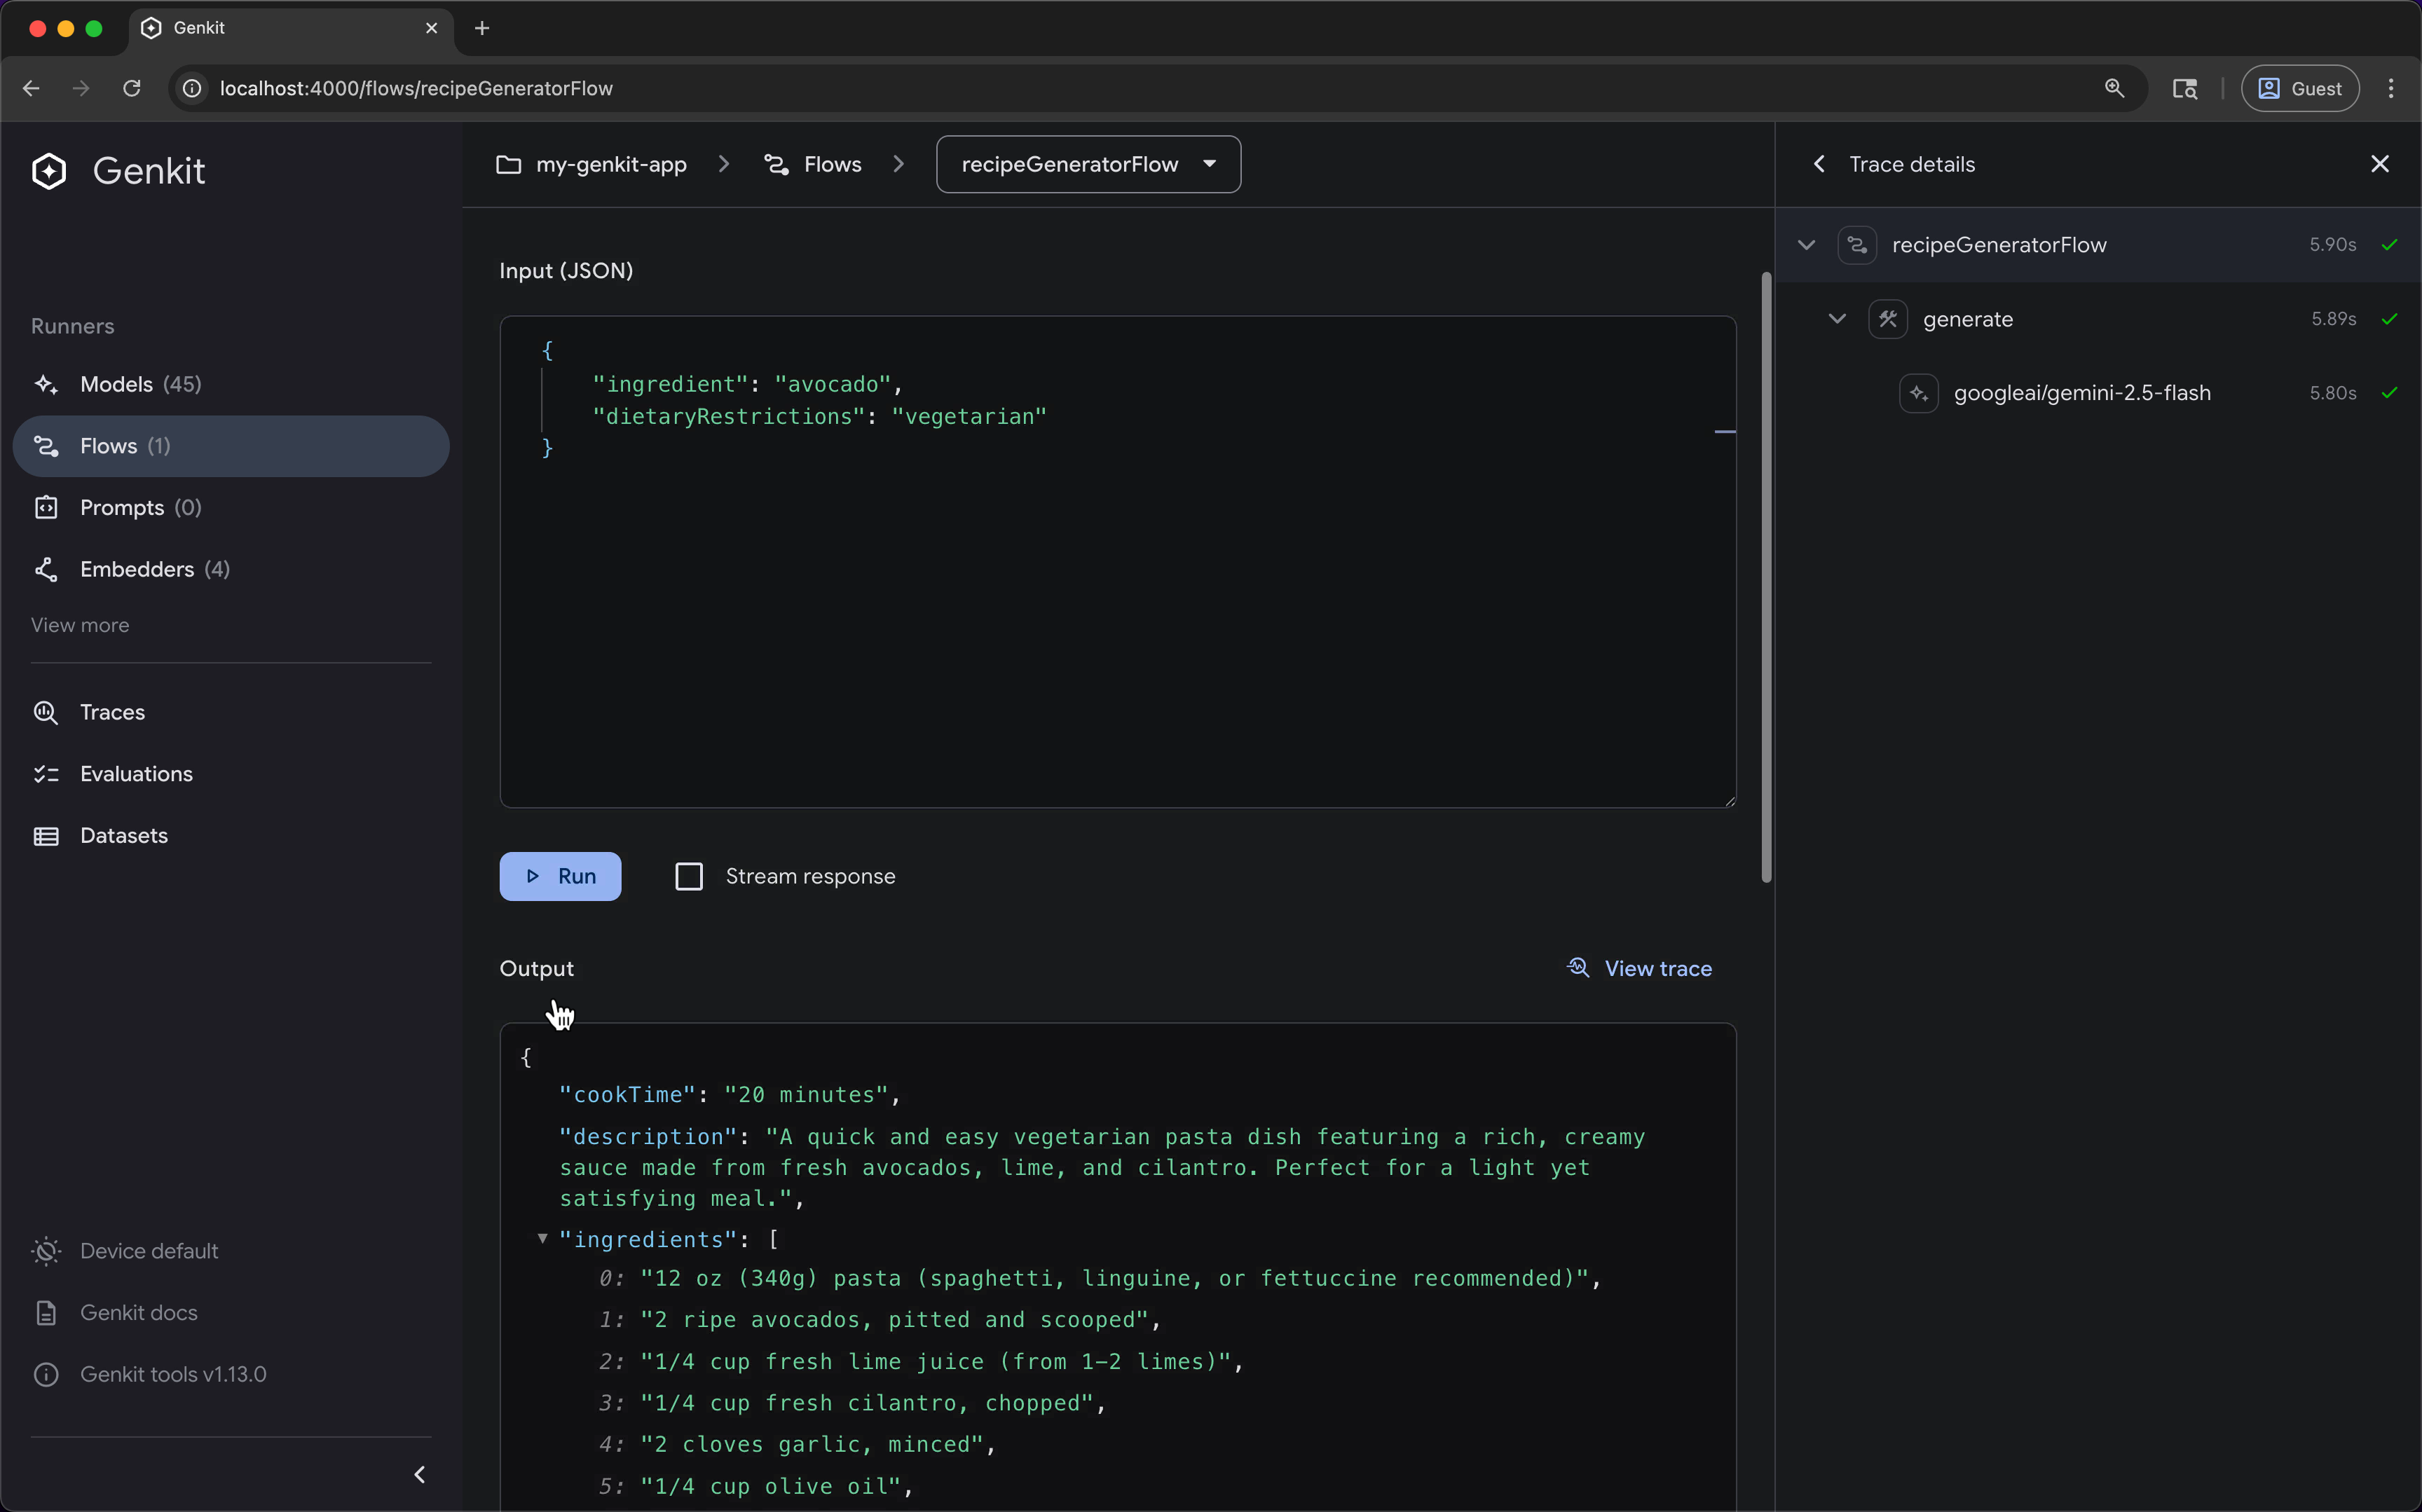 Genkit
localhost:4000/flows/recipeGeneratorFlow
Guest
Genkit
Runners
Models (45)
Flows (1)
Prompts (0)
Embedders (4)
View more
Traces
Evaluations
Datasets
Device default
Genkit docs
Genkit tools v1.13.0
my-genkit-app
Flows
recipeGeneratorFlow
Input (JSON)
{
"ingredient": "avocado",
"dietaryRestrictions": "vegetarian"
}
Run
Stream response
Output
View trace
{
"cookTime": "20 minutes",
"description": "A quick and easy vegetarian pasta dish featuring a rich, creamy
sauce made from fresh avocados, lime, and cilantro. Perfect for a light yet
satisfying meal.",
"ingredients": [
0: "12 oz (340g) pasta (spaghetti, linguine, or fettuccine recommended)",
1: "2 ripe avocados, pitted and scooped",
2: "1/4 cup fresh lime juice (from 1–2 limes)",
3: "1/4 cup fresh cilantro, chopped",
4: "2 cloves garlic, minced",
5: "1/4 cup olive oil",
Trace details
recipeGeneratorFlow 5.90s
generate 5.89s
googleai/gemini-2.5-flash 5.80s